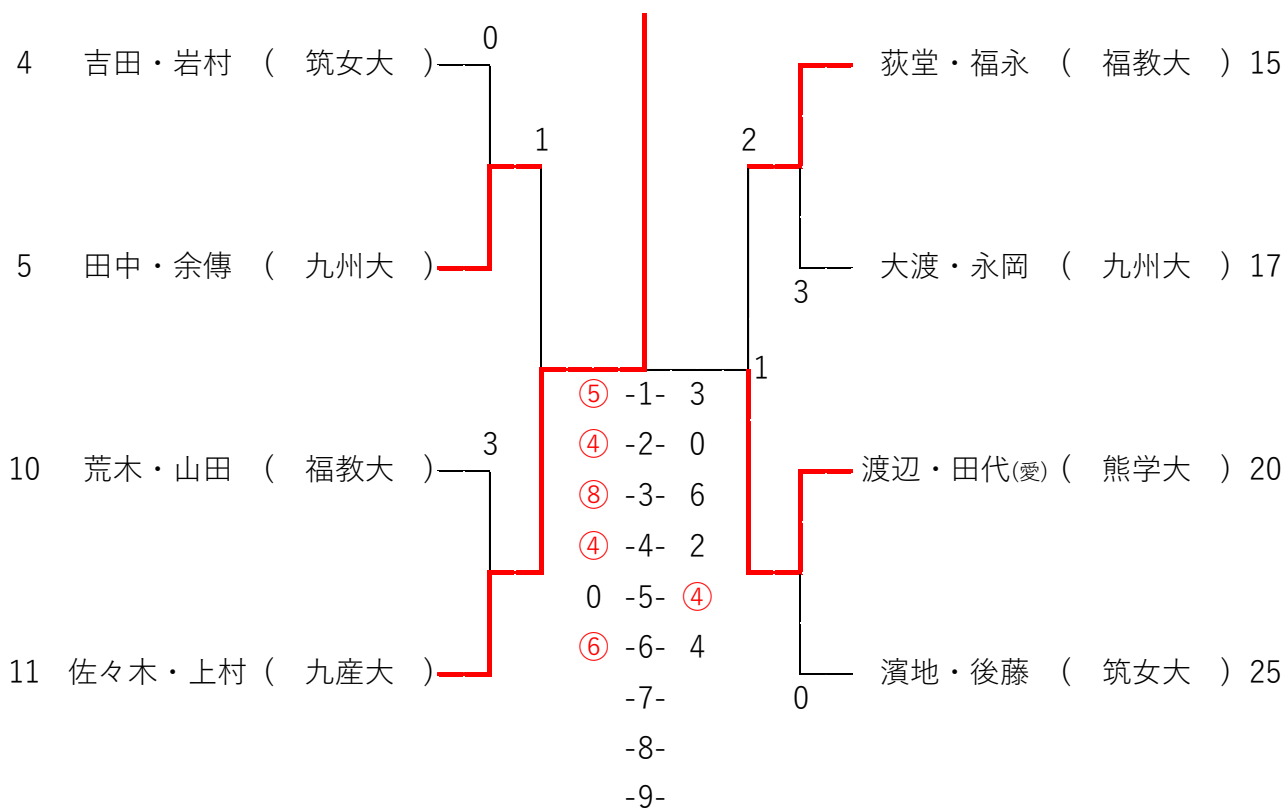 0
4 吉田・岩村 ( 筑女大 ) 荻堂・福永 ( 福教大 ) 15
1 2
5 田中・余傳 ( 九州大 ) 大渡・永岡 ( 九州大 ) 17
3
1
⑤ -1- 3
3 ④ -2- 0
10 荒木・山田 ( 福教大 ) 渡辺・田代(愛) ( 熊学大 ) 20
⑧ -3- 6
④ -4- 2
0 -5- ④
⑥ -6- 4
11 佐々木・上村 ( 九産大 ) 濱地・後藤 ( 筑女大 ) 25
-7- 0
-8-
-9-